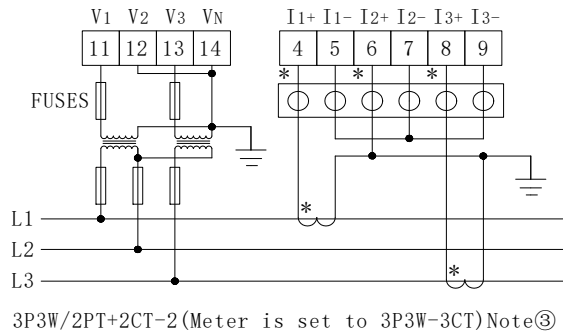 V1 V2 V3 VN I1+ I1- I2+ I2- I3+ I3-
11 12 13 14 4 5 6 7 8 9
* * *
FUSES
*
L1
L2
*
L3
3P3W/2PT+2CT-2(Meter is set to 3P3W-3CT)Note③